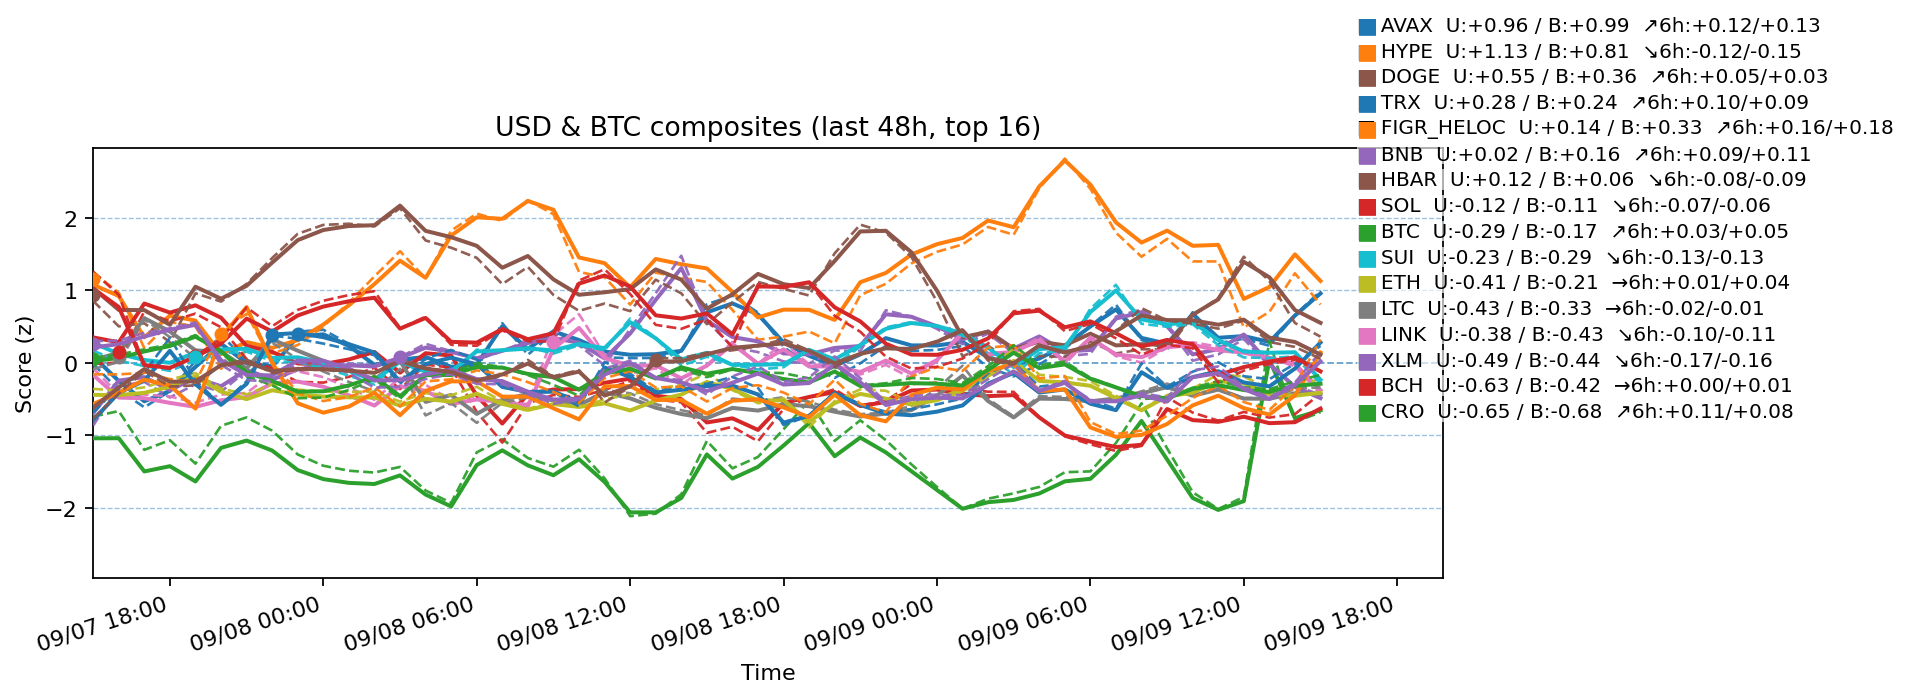 AVAX  U:+0.96 / B:+0.99  ↗6h:+0.12/+0.13
HYPE  U:+1.13 / B:+0.81  ↘6h:-0.12/-0.15
DOGE  U:+0.55 / B:+0.36  ↗6h:+0.05/+0.03
TRX  U:+0.28 / B:+0.24  ↗6h:+0.10/+0.09
FIGR_HELOC  U:+0.14 / B:+0.33  ↗6h:+0.16/+0.18
BNB  U:+0.02 / B:+0.16  ↗6h:+0.09/+0.11
HBAR  U:+0.12 / B:+0.06  ↘6h:-0.08/-0.09
SOL  U:-0.12 / B:-0.11  ↘6h:-0.07/-0.06
BTC  U:-0.29 / B:-0.17  ↗6h:+0.03/+0.05
SUI  U:-0.23 / B:-0.29  ↘6h:-0.13/-0.13
ETH  U:-0.41 / B:-0.21  →6h:+0.01/+0.04
LTC  U:-0.43 / B:-0.33  →6h:-0.02/-0.01
LINK  U:-0.38 / B:-0.43  ↘6h:-0.10/-0.11
XLM  U:-0.49 / B:-0.44  ↘6h:-0.17/-0.16
BCH  U:-0.63 / B:-0.42  →6h:+0.00/+0.01
CRO  U:-0.65 / B:-0.68  ↗6h:+0.11/+0.08
USD & BTC composites (last 48h, top 16)
Score (z)
2
1
0
−1
−2
09/07 18:00
09/08 00:00
09/08 06:00
09/08 12:00
09/08 18:00
09/09 00:00
09/09 06:00
09/09 12:00
09/09 18:00
Time